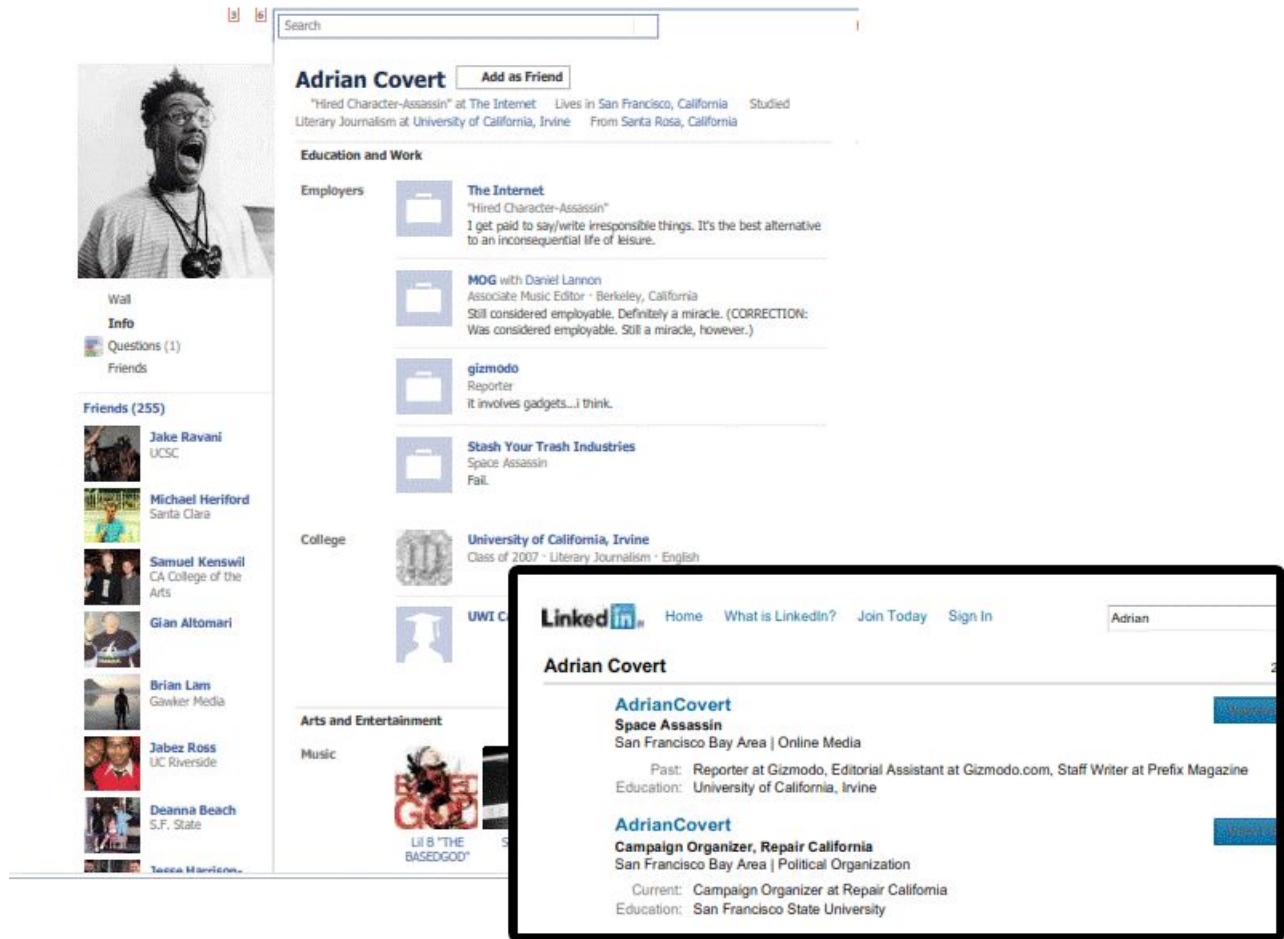 3 6
Search
Adrian Covert Add as Friend
"Hired Character-Assassin" at The Internet Lives in San Francisco, California Studied
Literary Journalism at University of California, Irvine From Santa Rosa, California
Education and Work
Employers
The Internet
"Hired Character-Assassin"
I get paid to say/write irresponsible things. It's the best alternative
to an inconsequential life of leisure.
MOG with Daniel Lannon
Associate Music Editor · Berkeley, California
Still considered employable. Definitely a miracle. (CORRECTION:
Was considered employable. Still a miracle, however.)
gizmodo
Reporter
it involves gadgets...i think.
Stash Your Trash Industries
Space Assassin
Fail.
College
University of California, Irvine
Class of 2007 · Literary Journalism · English
UWI
Arts and Entertainment
Music
BASED
GOD
Lil B "THE
BASEDGOD"
Wall
Info
Questions (1)
Friends
Friends (255)
Jake Ravani
UCSC
Michael Heriford
Santa Clara
Samuel Kenswil
CA College of the
Arts
Gian Altomari
Brian Lam
Gawker Media
Jabez Ross
UC Riverside
Deanna Beach
S.F. State
Jesse Harrison-
Linked in Home What is LinkedIn? Join Today Sign In Adrian
Adrian Covert 2
AdrianCovert
Space Assassin
San Francisco Bay Area | Online Media
Past: Reporter at Gizmodo, Editorial Assistant at Gizmodo.com, Staff Writer at Prefix Magazine
Education: University of California, Irvine
AdrianCovert
Campaign Organizer, Repair California
San Francisco Bay Area | Political Organization
Current: Campaign Organizer at Repair California
Education: San Francisco State University